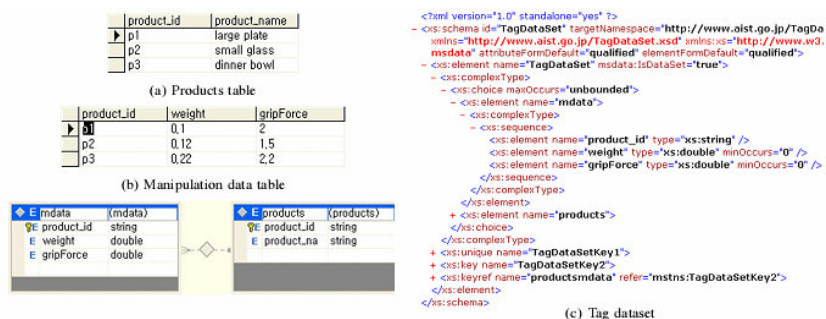 product_id product_name
p1 large plate
p2 small glass
p3 dinner bowl
(a) Products table
product_id weight gripForce
p1 0,1 2
p2 0,12 1,5
p3 0,22 2,2
(b) Manipulation data table
E mdata (mdata)
E product_id string
E weight double
E gripForce double
E products (products)
E product_id string
E product_na string
<?xml version="1.0" standalone="yes" ?>
- <xs:schema id="TagDataSet" targetNamespace="http://www.aist.go.jp/TagDa
xmlns="http://www.aist.go.jp/TagDataSet.xsd" xmlns:xs="http://www.w3.
msdata" attributeFormDefault="qualified" elementFormDefault="qualified">
- <xs:element name="TagDataSet" msdata:IsDataSet="true">
- <xs:complexType>
- <xs:choice maxOccurs="unbounded">
- <xs:element name="mdata">
- <xs:complexType>
- <xs:sequence>
<xs:element name="product_id" type="xs:string" />
<xs:element name="weight" type="xs:double" minOccurs="0" />
<xs:element name="gripForce" type="xs:double" minOccurs="0" />
</xs:sequence>
</xs:complexType>
</xs:element>
+ <xs:element name="products">
</xs:choice>
</xs:complexType>
+ <xs:unique name="TagDataSetKey1">
+ <xs:key name="TagDataSetKey2">
+ <xs:keyref name="productsmdata" refer="mstns:TagDataSetKey2">
</xs:element>
</xs:schema>
(c) Tag dataset